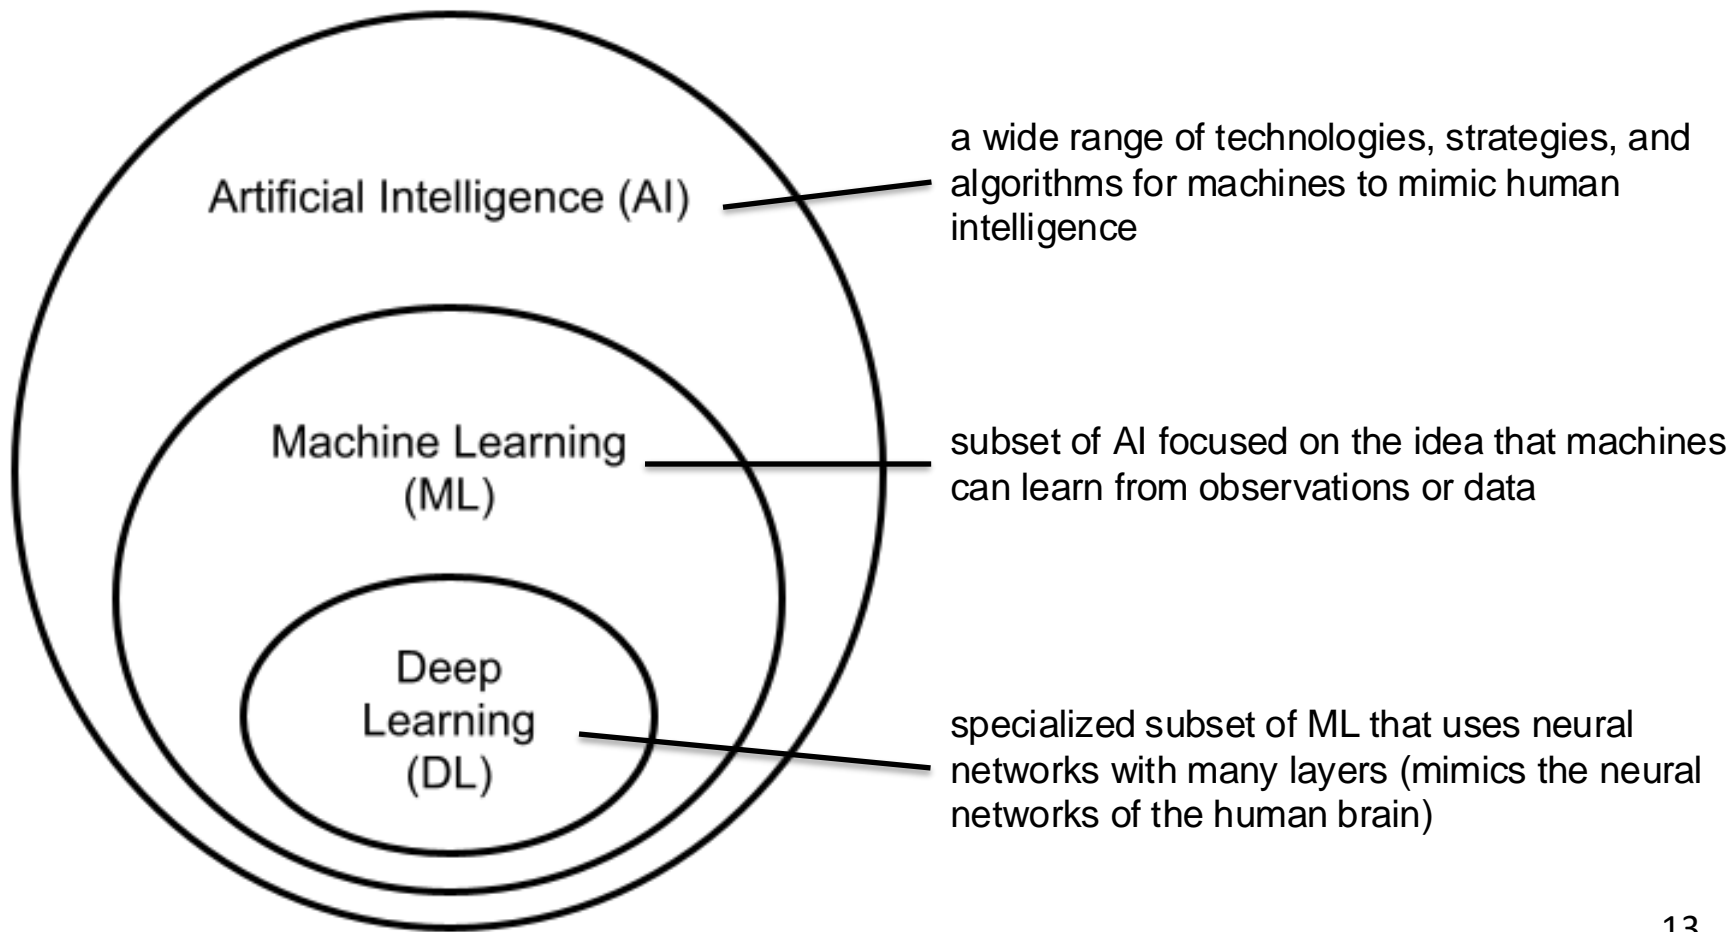 Artificial Intelligence (AI)
a wide range of technologies, strategies, and
algorithms for machines to mimic human
intelligence
Machine Learning
(ML)
subset of AI focused on the idea that machines
can learn from observations or data
Deep
Learning
(DL)
specialized subset of ML that uses neural
networks with many layers (mimics the neural
networks of the human brain)
13